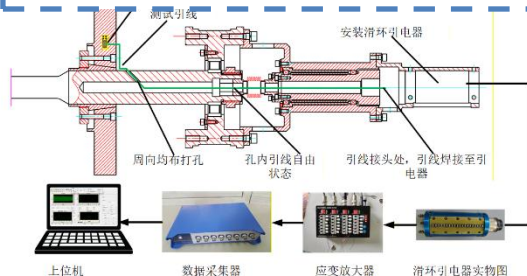 测试引线
安装滑环引电器
周向均布打孔
孔内引线自由
状态
引线接头处，引线焊接至引
电器
上位机
数据采集器
应变放大器
滑环引电器实物图